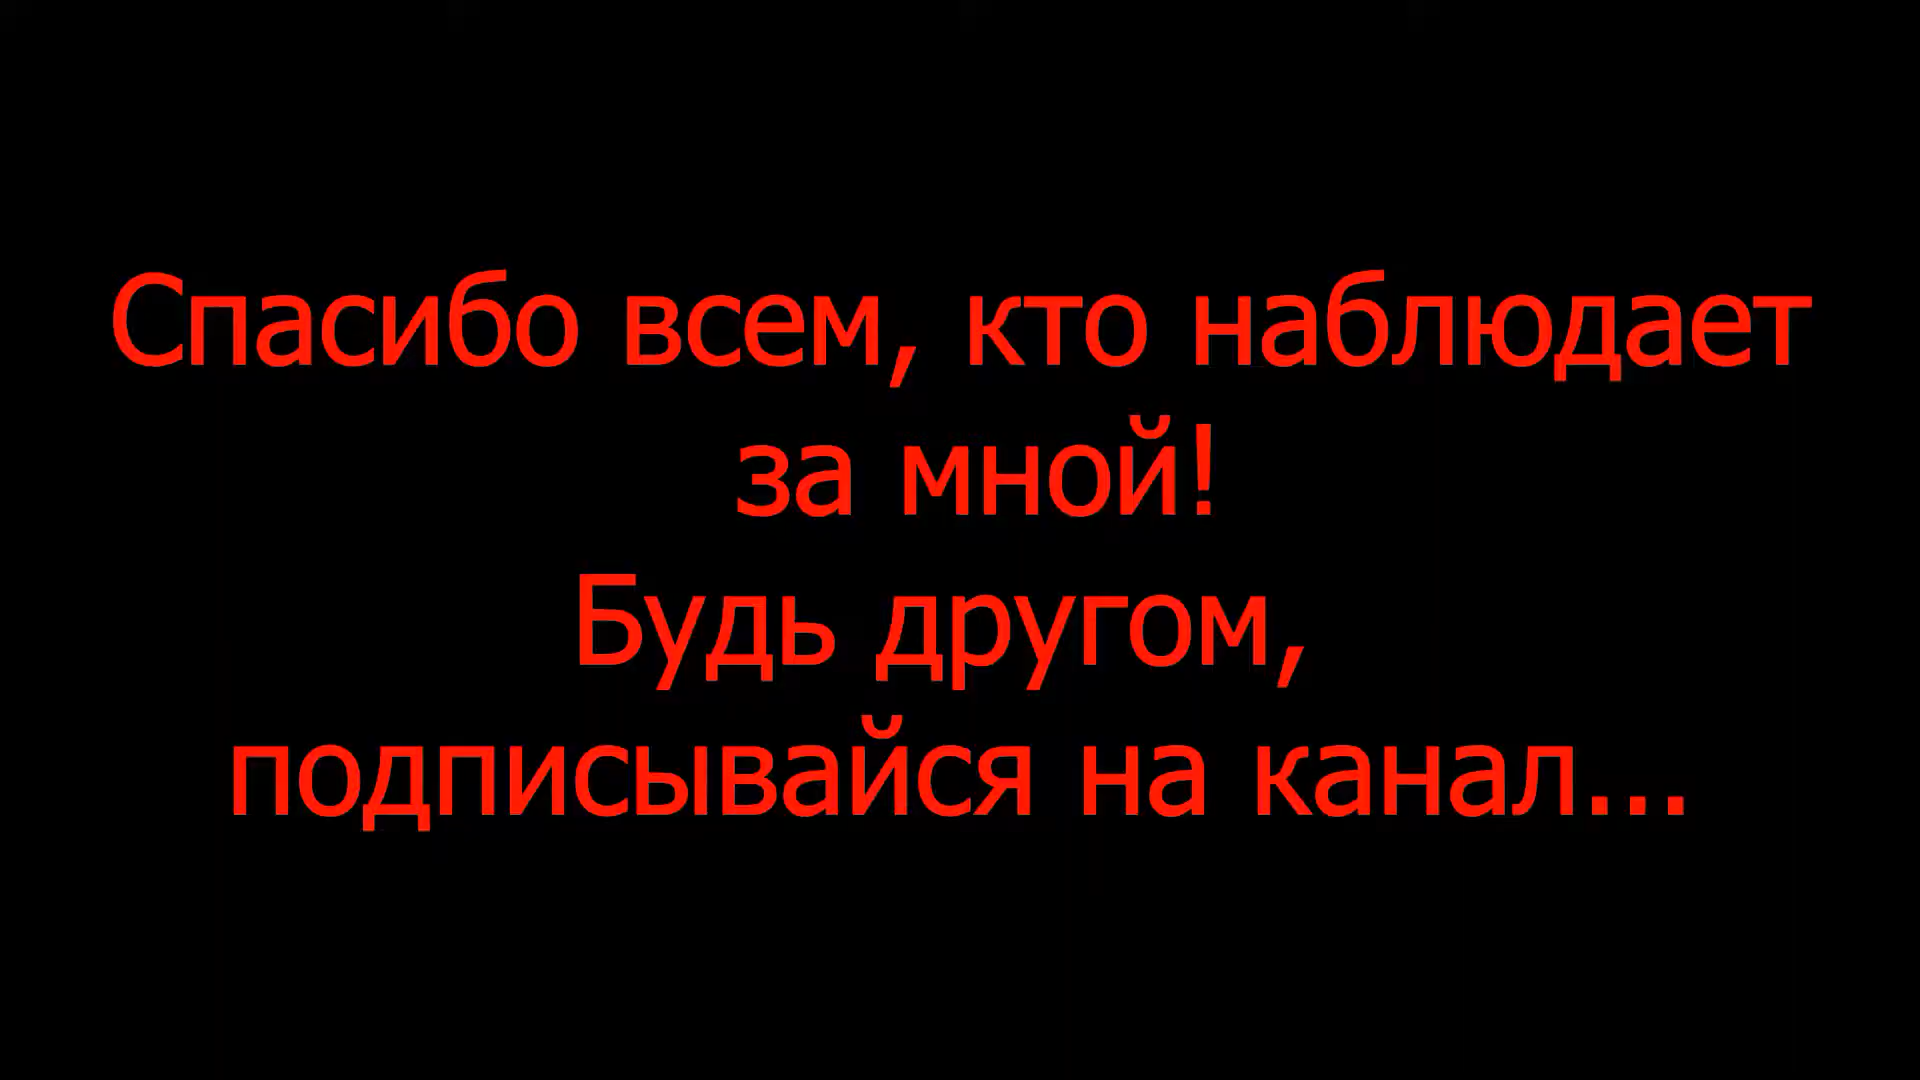 Спасибо всем, кто наблюдает
за мной!
Будь другом,
подписывайся на канал...